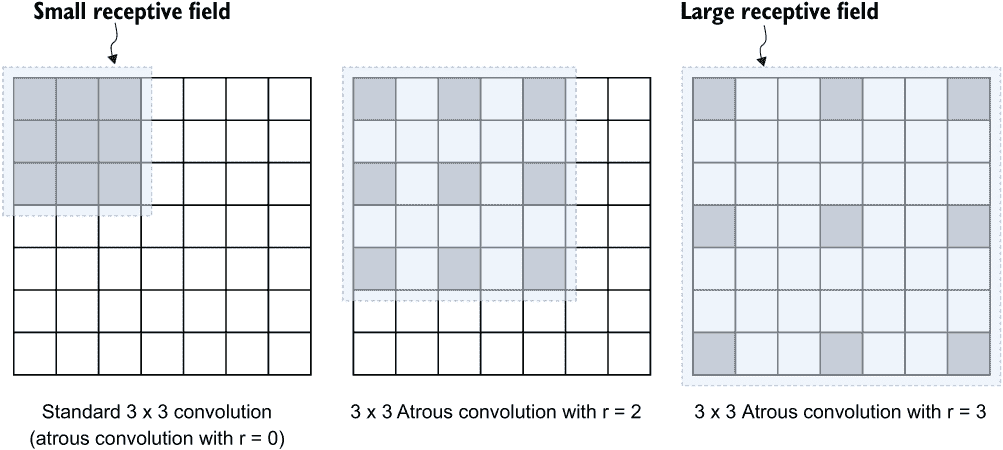 Small receptive field
Large receptive field
Standard 3 x 3 convolution
(atrous convolution with r = 0)
3 x 3 Atrous convolution with r = 2
3 x 3 Atrous convolution with r = 3